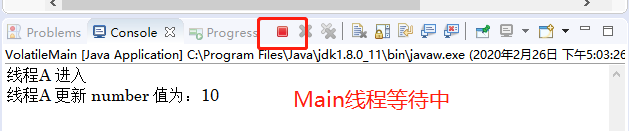 Problems Console Progress
VolatileMain [Java Application] C:\Program Files\Java\jdk1.8.0_11\bin\javaw.exe (2020年2月26日 下午5:03:26
线程A 进入
线程A 更新 number 值为：10
Main线程等待中